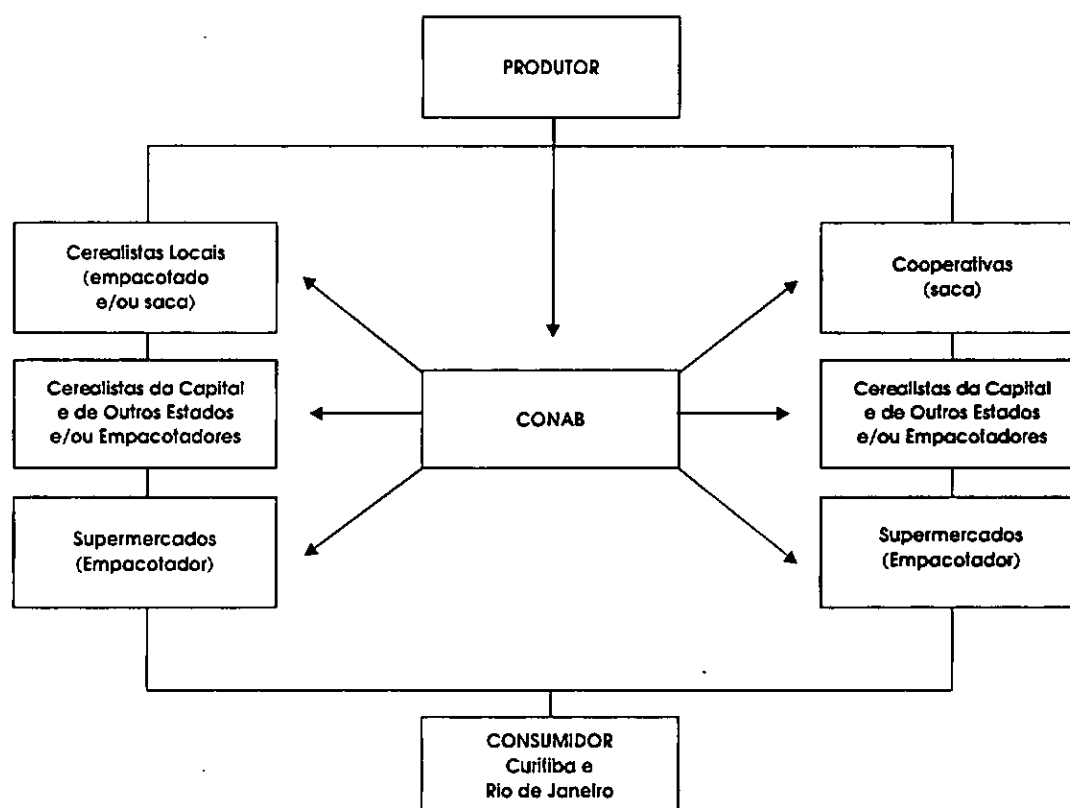 PRODUTOR
Cerealistas Locais
(empacotado
e/ou saca)
Cooperativas
(saca)
Cerealistas da Capital
e de Outros Estados
e/ou Empacotadores
CONAB
Cerealistas da Capital
e de Outros Estados
e/ou Empacotadores
Supermercados
(Empacotador)
Supermercados
(Empacotador)
CONSUMIDOR
Curitiba e
Rio de Janeiro